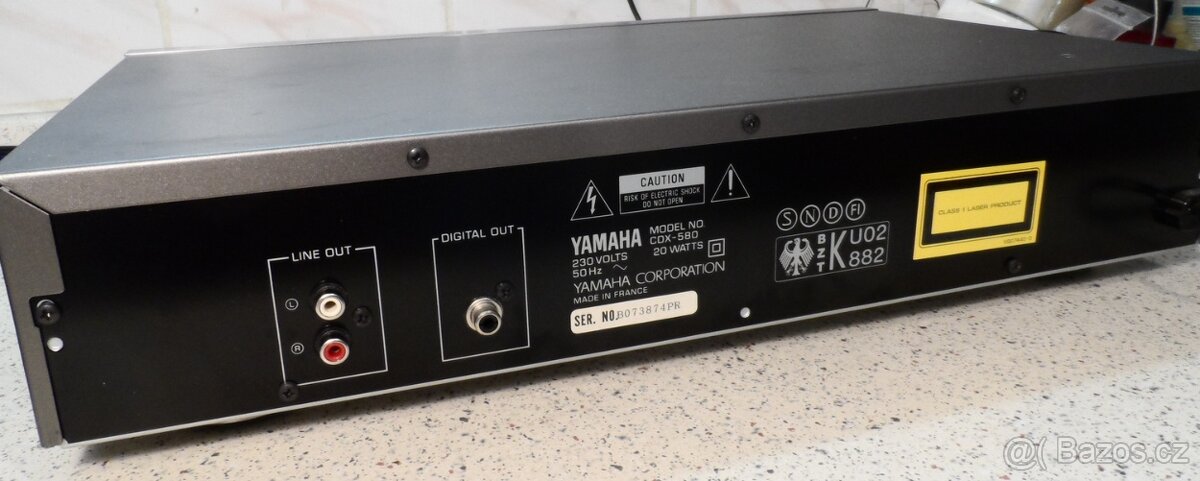 LINE OUT
L
R
DIGITAL OUT
CAUTION
RISK OF ELECTRIC SHOCK
DO NOT OPEN
YAMAHA
230 VOLTS
50Hz ~
MODEL NO.
CDX-580
20 WATTS
YAMAHA CORPORATION
MADE IN FRANCE
SER. NO. B073874PR
S N D FI
BZT K U02
882
CLASS 1 LASER PRODUCT
@( Bazos.cz